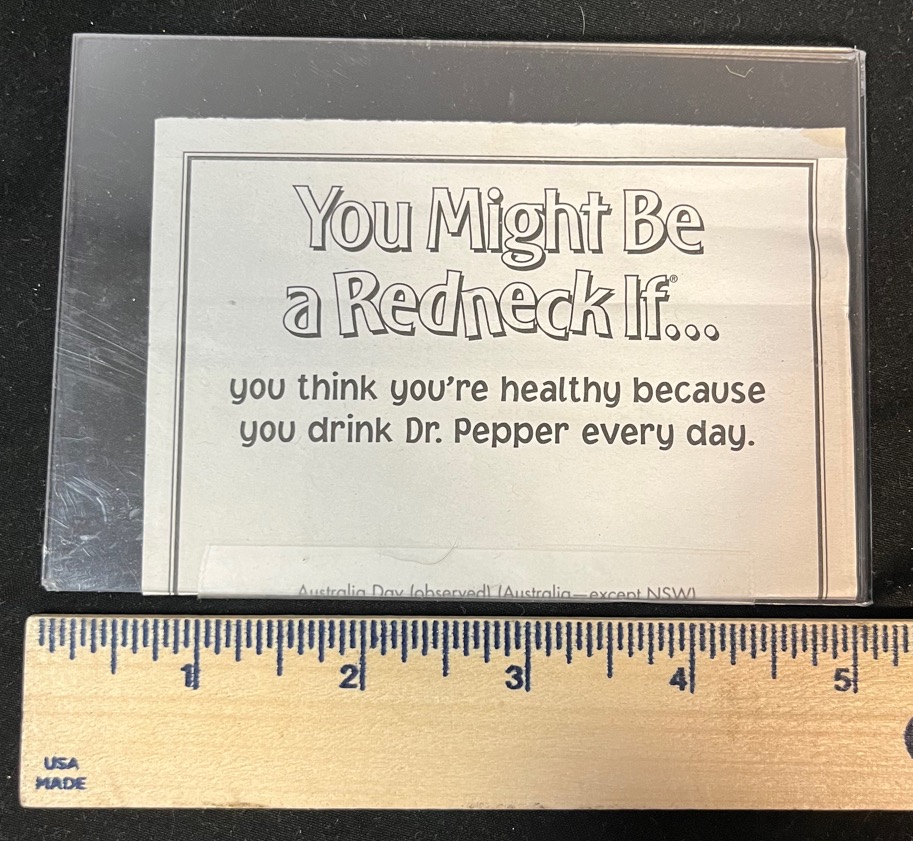 You Might Be
a Redneck If®...
you think you're healthy because
you drink Dr. Pepper every day.
Australia Day (observed) (Australia—except NSW)
1 2 3 4 5
USA
MADE